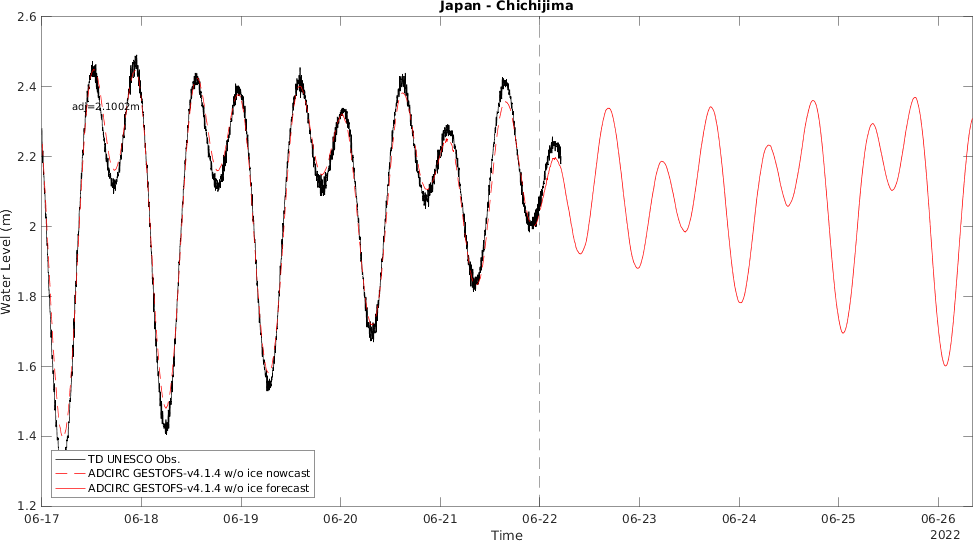 Japan - Chichijima
2.6
2.4
2.2
2
1.8
1.6
1.4
1.2
Water Level (m)
adj=2.1002m
TD UNESCO Obs.
ADCIRC GESTOFS-v4.1.4 w/o ice nowcast
ADCIRC GESTOFS-v4.1.4 w/o ice forecast
06-17 06-18 06-19 06-20 06-21 06-22 06-23 06-24 06-25 06-26
Time 2022